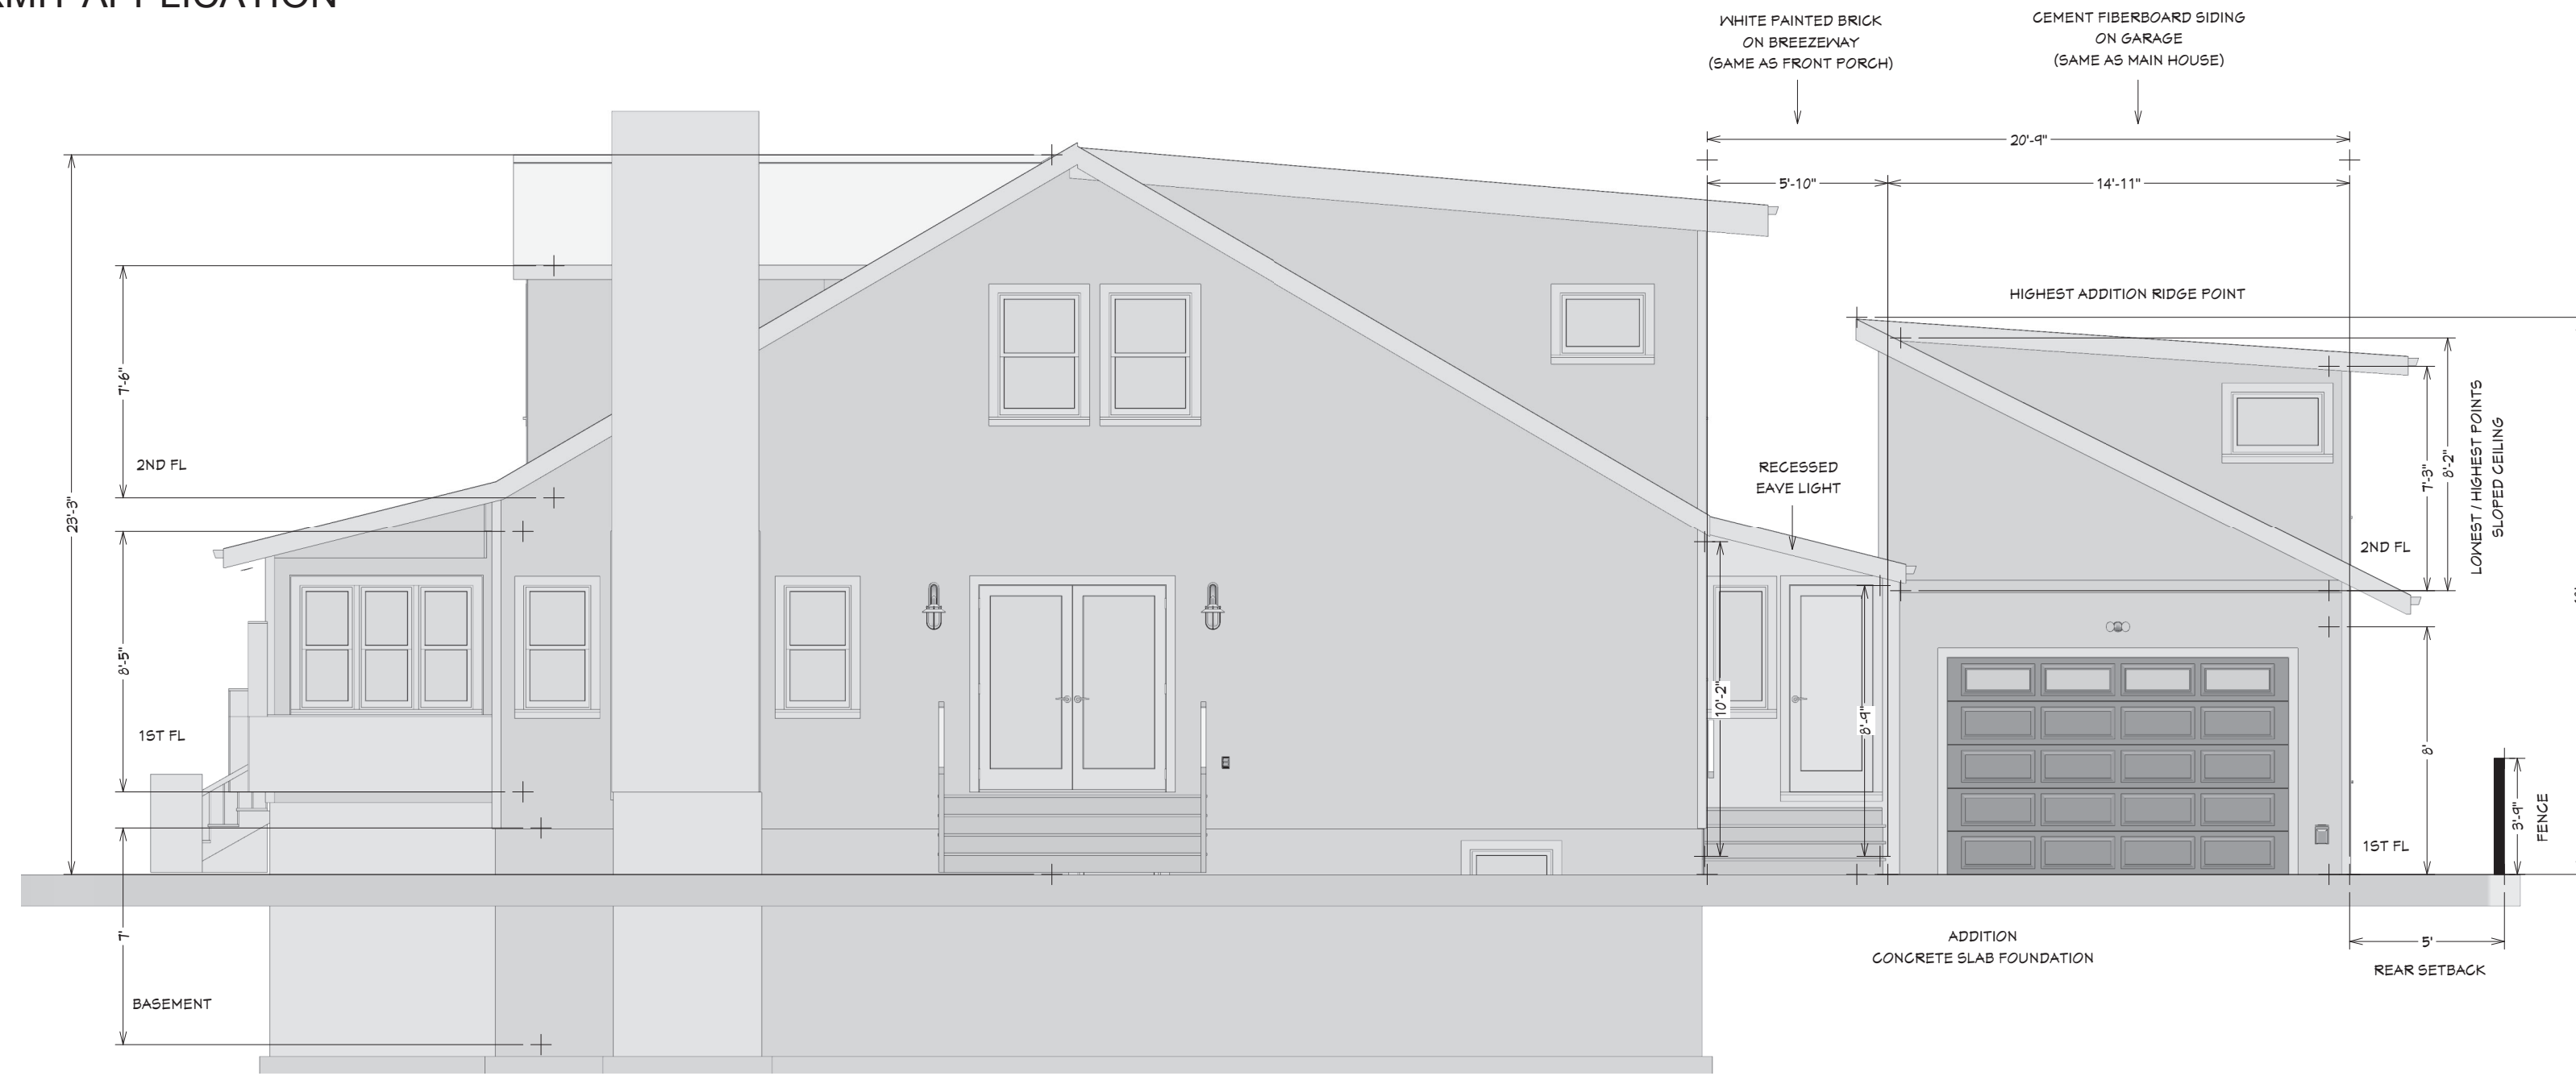 APPLICATION
WHITE PAINTED BRICK
ON BREEZEWAY
(SAME AS FRONT PORCH)
CEMENT FIBERBOARD SIDING
ON GARAGE
(SAME AS MAIN HOUSE)
20'-9"
5'-10"
14'-11"
HIGHEST ADDITION RIDGE POINT
7'-6"
2ND FL
23'-3"
8'-5"
1ST FL
7'
BASEMENT
RECESSED
EAVE LIGHT
10'-2"
8'-9"
7'-3"
8'-2"
LOWEST / HIGHEST POINTS
SLOPED CEILING
2ND FL
8'
1ST FL
3'-9"
FENCE
ADDITION
CONCRETE SLAB FOUNDATION
5'
REAR SETBACK